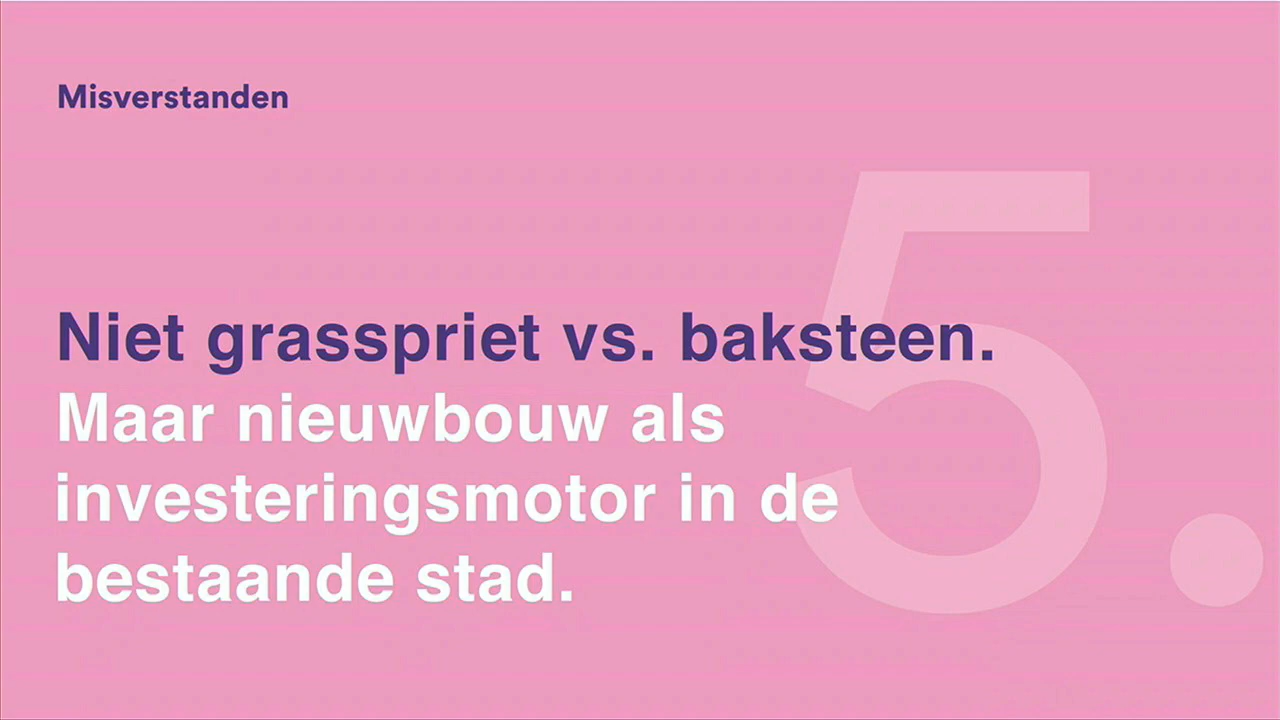 Misverstanden
Niet grasspriet vs. baksteen.
Maar nieuwbouw als
investeringsmotor in de
bestaande stad.
5.